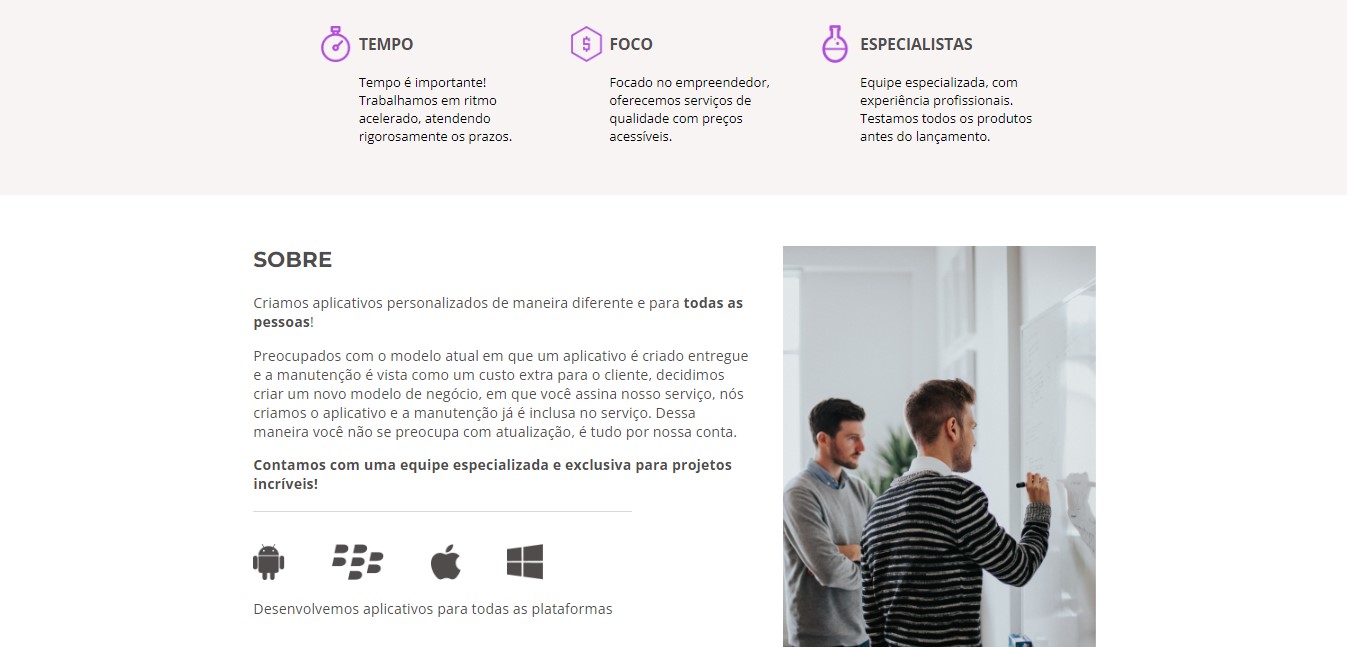 TEMPO
Tempo é importante!
Trabalhamos em ritmo
acelerado, atendendo
rigorosamente os prazos.
FOCO
Focado no empreendedor,
oferecemos serviços de
qualidade com preços
acessíveis.
ESPECIALISTAS
Equipe especializada, com
experiência profissionais.
Testamos todos os produtos
antes do lançamento.
SOBRE
Criamos aplicativos personalizados de maneira diferente e para todas as
pessoas!
Preocupados com o modelo atual em que um aplicativo é criado entregue
e a manutenção é vista como um custo extra para o cliente, decidimos
criar um novo modelo de negócio, em que você assina nosso serviço, nós
criamos o aplicativo e a manutenção já é inclusa no serviço. Dessa
maneira você não se preocupa com atualização, é tudo por nossa conta.
Contamos com uma equipe especializada e exclusiva para projetos
incríveis!
Desenvolvemos aplicativos para todas as plataformas